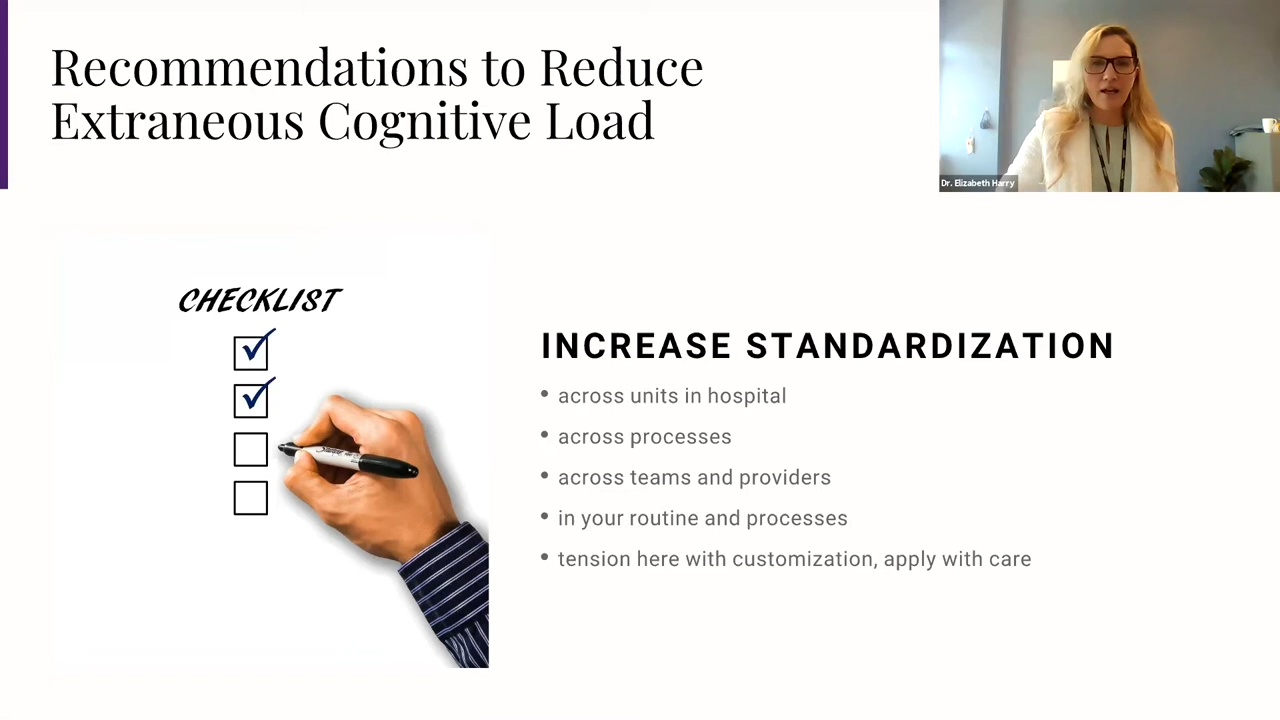 Recommendations to Reduce
Extraneous Cognitive Load
Dr. Elizabeth Harry
CHECKLIST
Sharpie
INCREASE STANDARDIZATION
• across units in hospital
• across processes
• across teams and providers
• in your routine and processes
• tension here with customization, apply with care